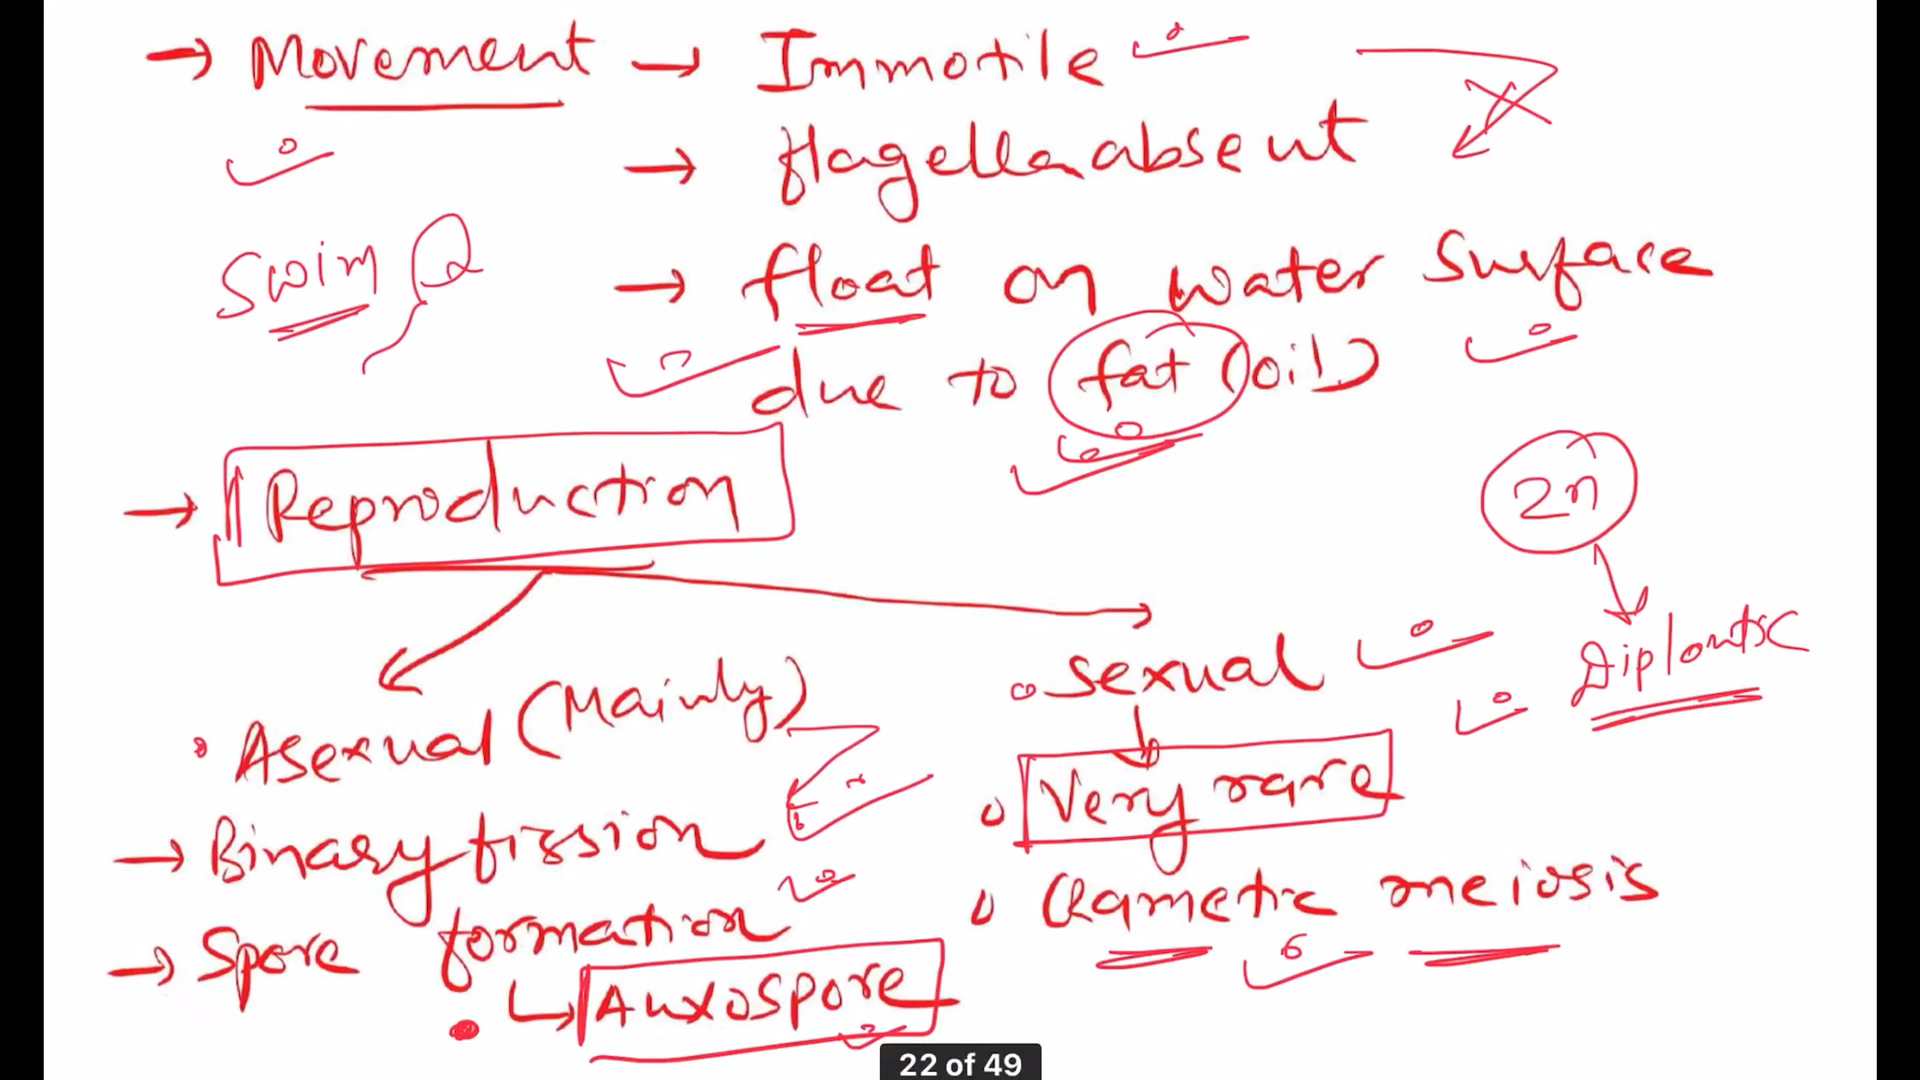 → Movement → Immotile
→ flagella absent
Swim
→ float on water surface
due to fat (oil)
2n
→ Reproduction
Diplontic
Asexual (Mainly)
Sexual
→ Binary fission
Very rare
→ Spore formation
Gametic meiosis
↳ Auxospore
22 of 49